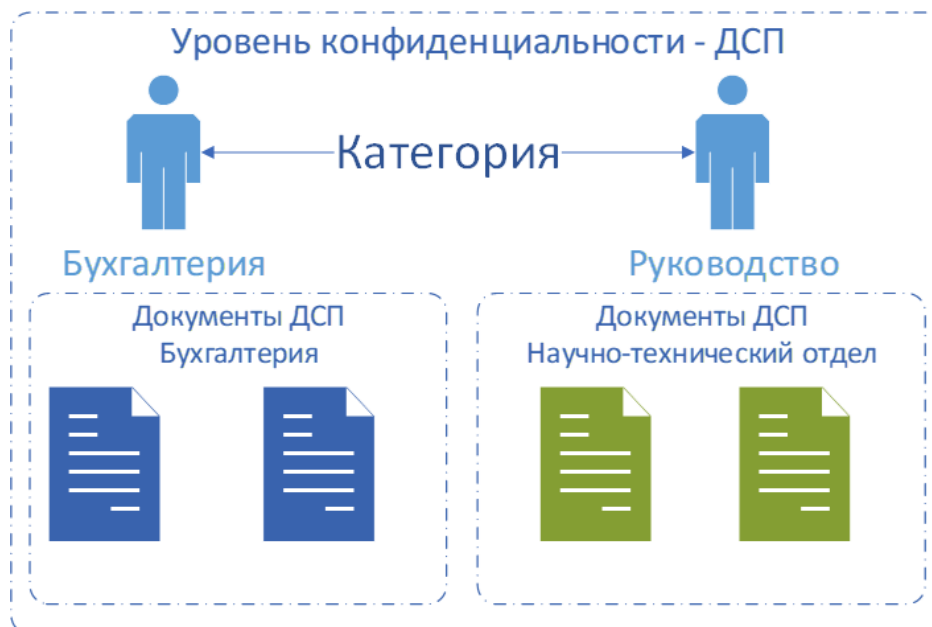 Уровень конфиденциальности - ДСП
Категория
Бухгалтерия
Руководство
Документы ДСП
Бухгалтерия
Документы ДСП
Научно-технический отдел